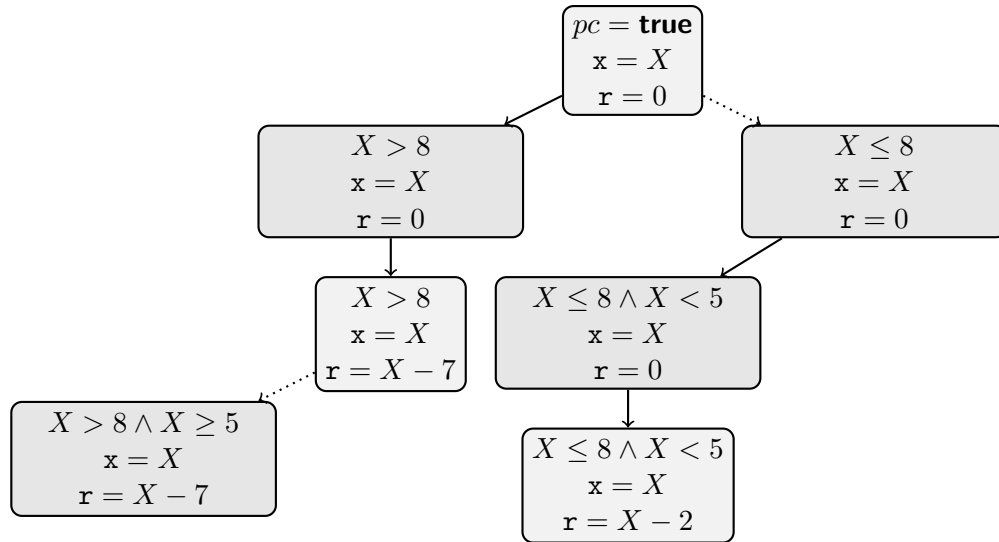 pc = true
x = X
r = 0
X > 8
x = X
r = 0
X ≤ 8
x = X
r = 0
X > 8
x = X
r = X − 7
X ≤ 8 ∧ X < 5
x = X
r = 0
X > 8 ∧ X ≥ 5
x = X
r = X − 7
X ≤ 8 ∧ X < 5
x = X
r = X − 2